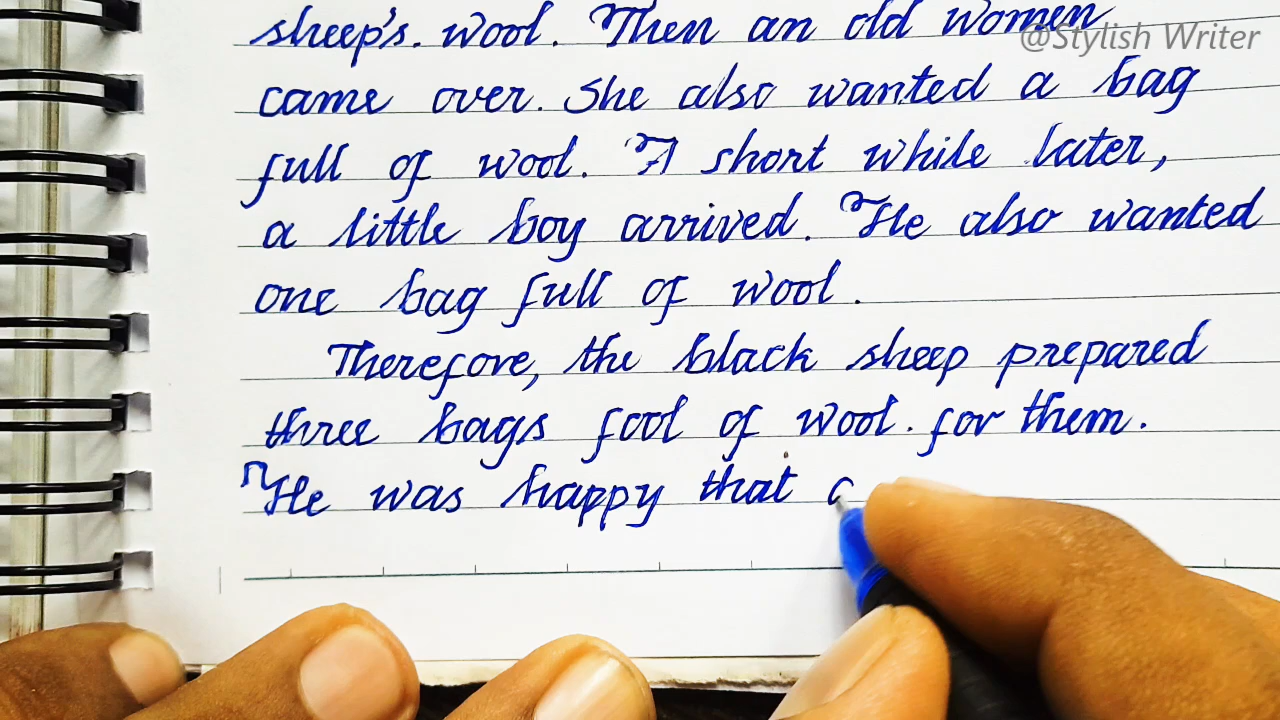 sheep's. wool. Then an old women
@Stylish Writer
came over. She also wanted a bag
full of wool. A short while later,
a little boy arrived. He also wanted
one bag full of wool.
Therefore, the black sheep prepared
three bags fool of wool. for them.
He was happy that